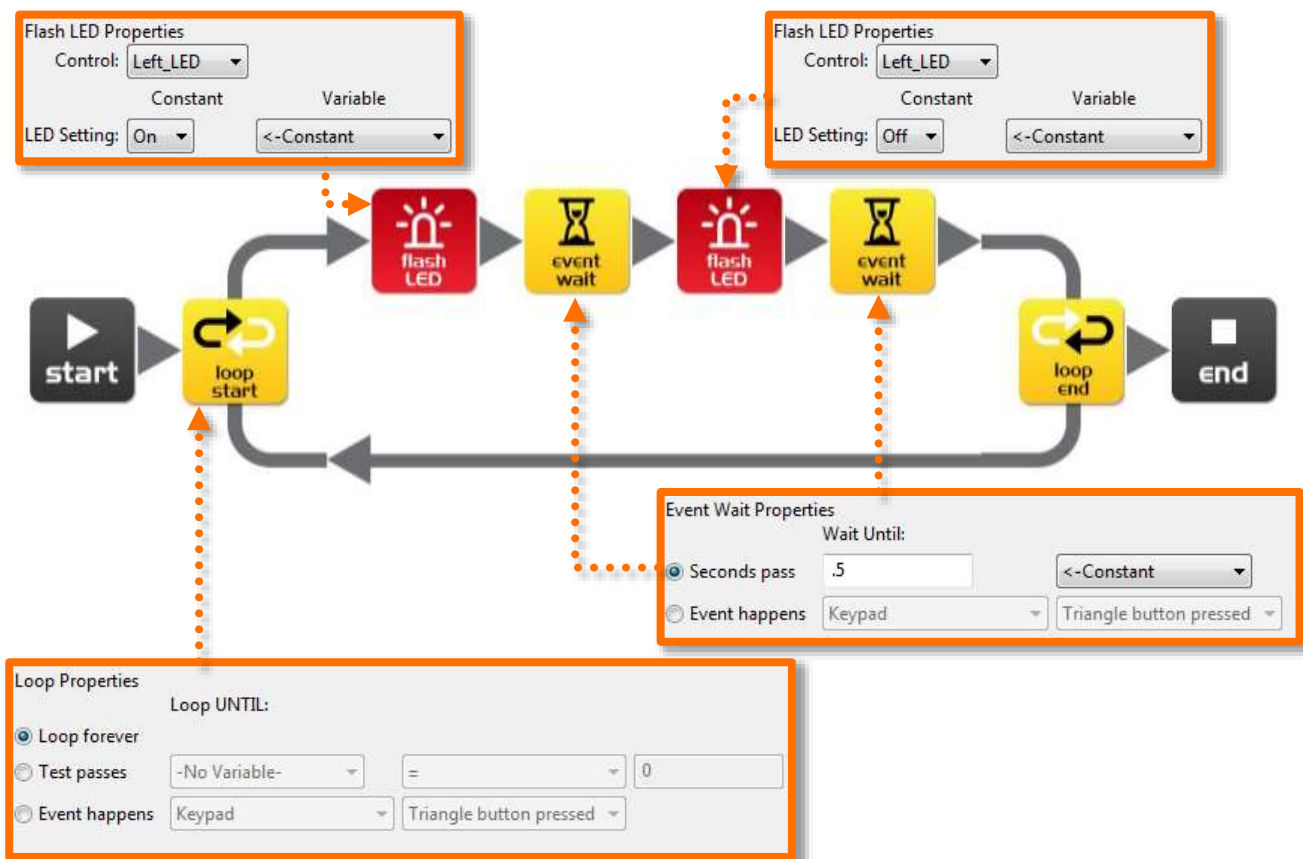 Flash LED Properties
Control: Left_LED
Constant Variable
LED Setting: On <-Constant
Flash LED Properties
Control: Left_LED
Constant Variable
LED Setting: Off <-Constant
flash
LED
event
wait
flash
LED
event
wait
start
loop
start
loop
end
end
Event Wait Properties
Wait Until:
Seconds pass .5 <-Constant
Event happens Keypad Triangle button pressed
Loop Properties
Loop UNTIL:
Loop forever
Test passes -No Variable- = 0
Event happens Keypad Triangle button pressed